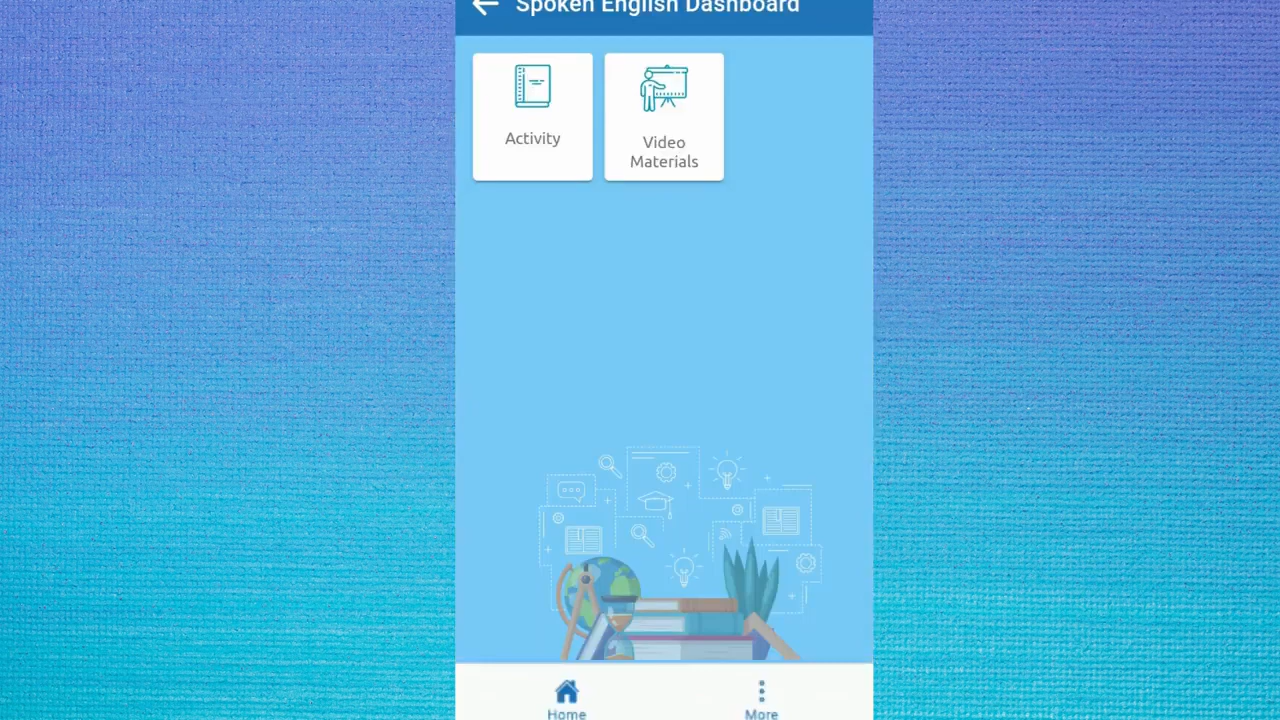 Spoken English Dashboard
Activity
Video
Materials
Home
More